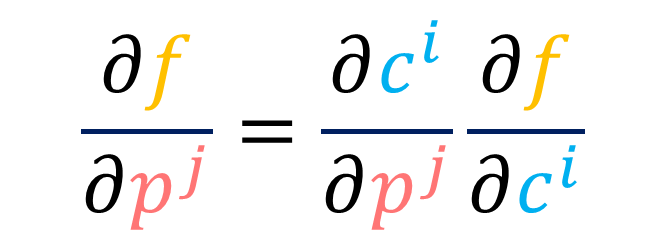 ∂f/∂p^j = ∂c^i/∂p^j ∂f/∂c^i